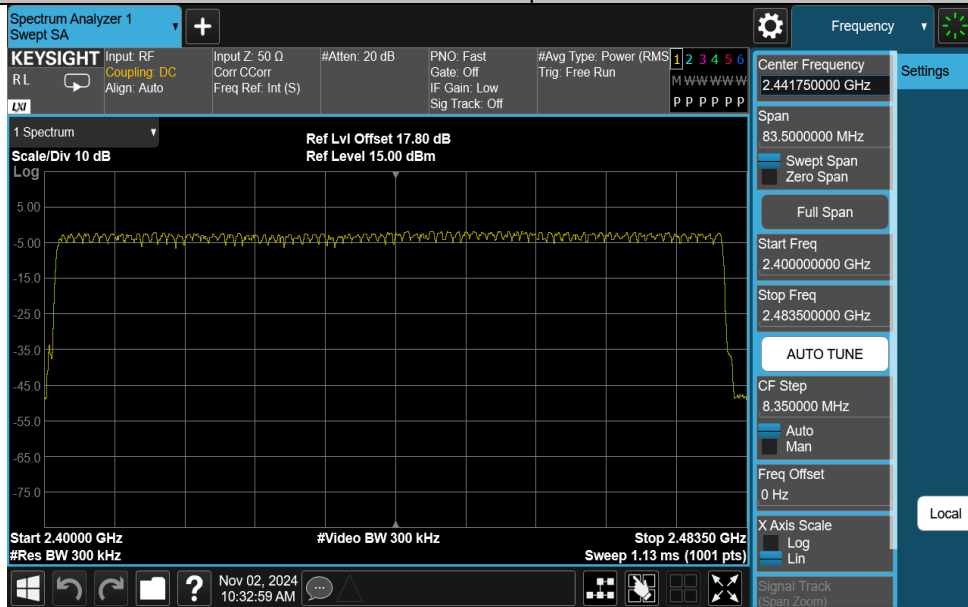 Spectrum Analyzer 1
Swept SA
+
Frequency
KEYSIGHT
R L
LXI
Input: RF
Coupling: DC
Align: Auto
Input Z: 50 Ω
Corr CCorr
Freq Ref: Int (S)
#Atten: 20 dB
PNO: Fast
Gate: Off
IF Gain: Low
Sig Track: Off
#Avg Type: Power (RMS
Trig: Free Run
1 2 3 4 5 6
M W W W W W
P P P P P P
1 Spectrum
Scale/Div 10 dB
Log
Ref Lvl Offset 17.80 dB
Ref Level 15.00 dBm
5.00
-5.00
-15.0
-25.0
-35.0
-45.0
-55.0
-65.0
-75.0
Start 2.40000 GHz
#Res BW 300 kHz
#Video BW 300 kHz
Stop 2.48350 GHz
Sweep 1.13 ms (1001 pts)
?
Nov 02, 2024
10:32:59 AM
Center Frequency
2.441750000 GHz
Span
83.5000000 MHz
Swept Span
Zero Span
Full Span
Start Freq
2.400000000 GHz
Stop Freq
2.483500000 GHz
AUTO TUNE
CF Step
8.350000 MHz
Auto
Man
Freq Offset
0 Hz
X Axis Scale
Log
Lin
Signal Track
(Span Zoom)
Settings
Local